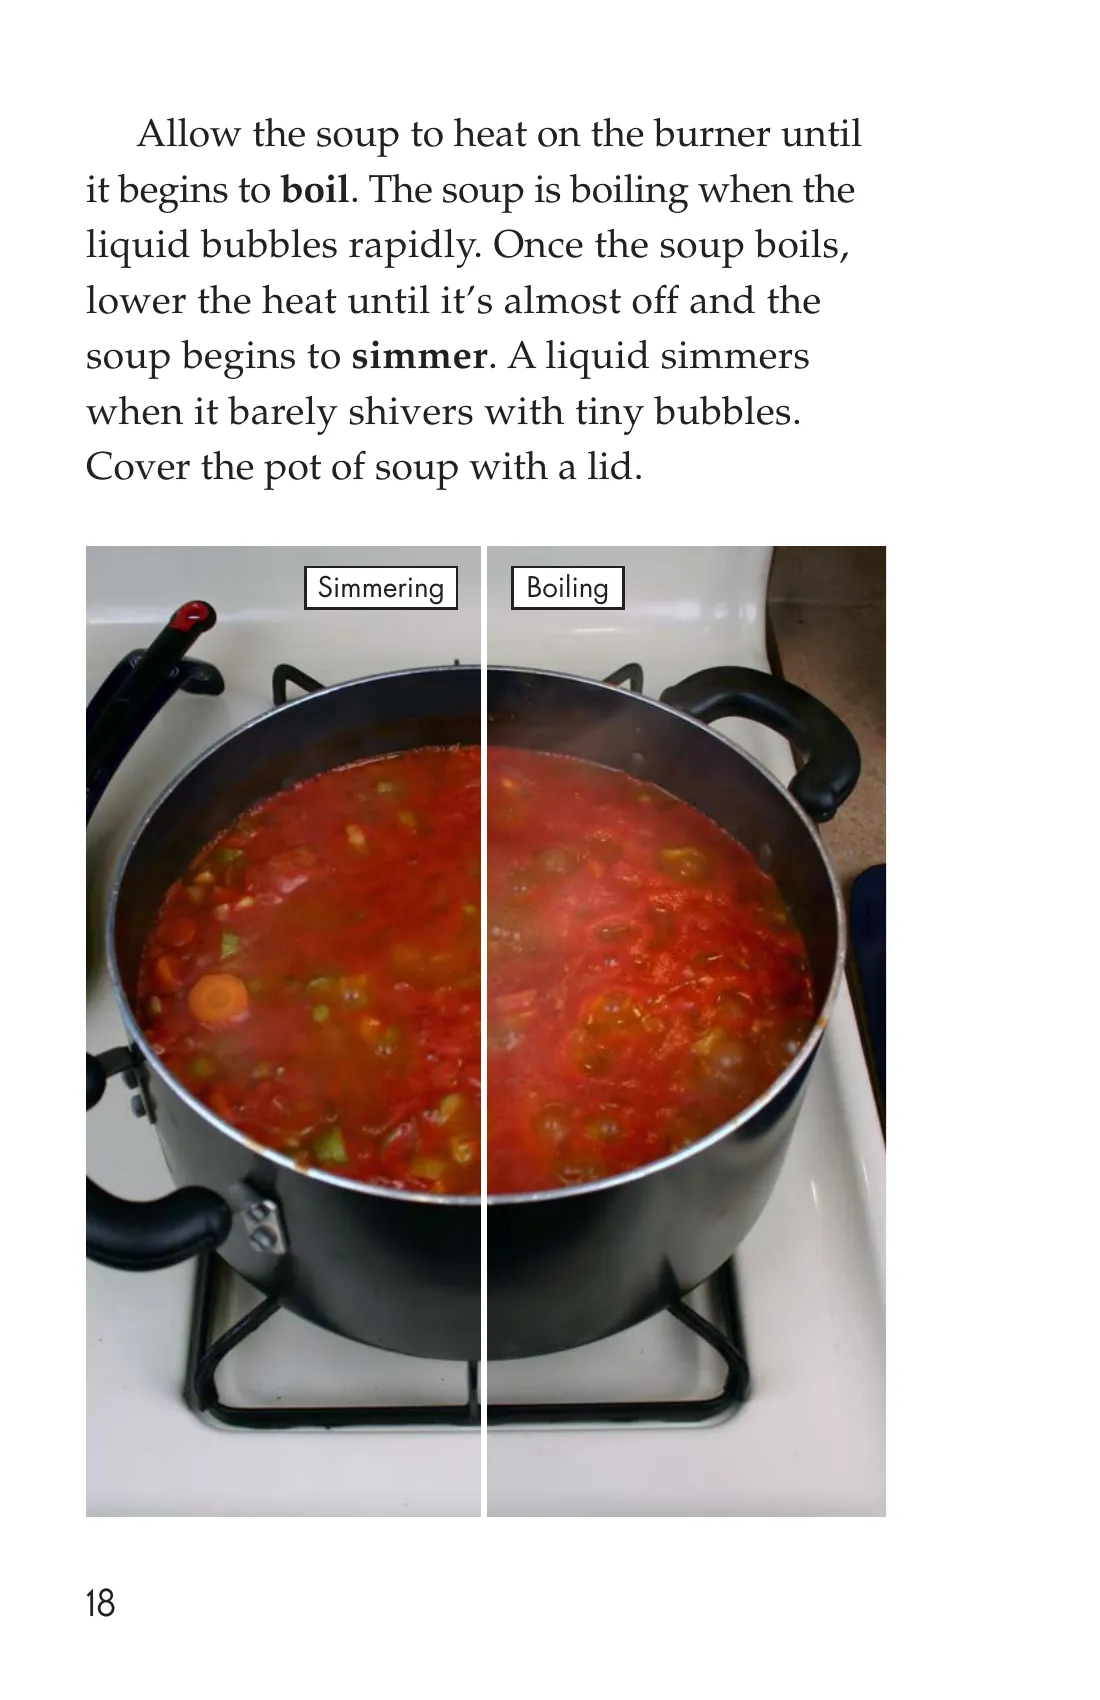 Allow the soup to heat on the burner until
it begins to boil. The soup is boiling when the
liquid bubbles rapidly. Once the soup boils,
lower the heat until it’s almost off and the
soup begins to simmer. A liquid simmers
when it barely shivers with tiny bubbles.
Cover the pot of soup with a lid.
Simmering
Boiling
18